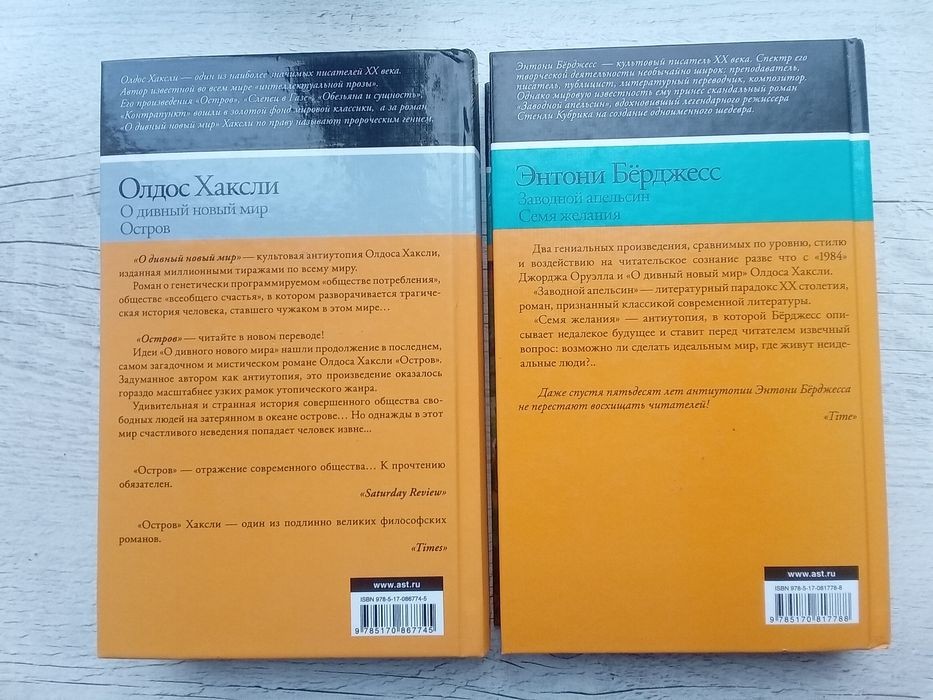 Олдос Хаксли — один из наиболее значимых писателей XX века.
Автор известной во всем мире «интеллектуальной прозы».
Его произведения «Остров», «Слепец в Газе», «Обезьяна и сущность»,
«Контрапункт» вошли в золотой фонд мировой классики, а за роман
«О дивный новый мир» Хаксли по праву называют пророческим гением.
Олдос Хаксли
О дивный новый мир
Остров
«О дивный новый мир» — культовая антиутопия Олдоса Хаксли,
изданная миллионными тиражами по всему миру.
Роман о генетически программируемом «обществе потребления»,
обществе «всеобщего счастья», в котором разворачивается трагиче-
ская история человека, ставшего чужаком в этом мире…
«Остров» — читайте в новом переводе!
Идеи «О дивного нового мира» нашли продолжение в последнем,
самом загадочном и мистическом романе Олдоса Хаксли «Остров».
Задуманное автором как антиутопия, это произведение оказалось
гораздо масштабнее узких рамок утопического жанра.
Удивительная и странная история совершенного общества сво-
бодных людей на затерянном в океане острове… Но однажды в этот
мир счастливого неведения попадает человек извне...
«Остров» — отражение современного общества… К прочтению
обязателен.
«Saturday Review»
«Остров» Хаксли — один из подлинно великих философских
романов.
«Times»
www.ast.ru
ISBN 978-5-17-086774-5
9 785170 867745
Энтони Бёрджесс — культовый писатель XX века. Спектр его
творческой деятельности необычайно широк: преподаватель,
писатель, публицист, литературный переводчик, композитор.
Однако мировую известность ему принес скандальный роман
«Заводной апельсин», вдохновивший легендарного режиссера
Стенли Кубрика на создание одноименного шедевра.
Энтони Бёрджесс
Заводной апельсин
Семя желания
Два гениальных произведения, сравнимых по уровню, стилю
и воздействию на читательское сознание разве что с «1984»
Джорджа Оруэлла и «О дивный новый мир» Олдоса Хаксли.
«Заводной апельсин» — литературный парадокс XX столетия,
роман, признанный классикой современной литературы.
«Семя желания» — антиутопия, в которой Бёрджесс опи-
сывает недалекое будущее и ставит перед читателем извечный
вопрос: возможно ли сделать идеальным мир, где живут неиде-
альные люди?..
Даже спустя пятьдесят лет антиутопии Энтони Бёрджесса
не перестают восхищать читателей!
«Time»
www.ast.ru
ISBN 978-5-17-081778-8
9 785170 817788